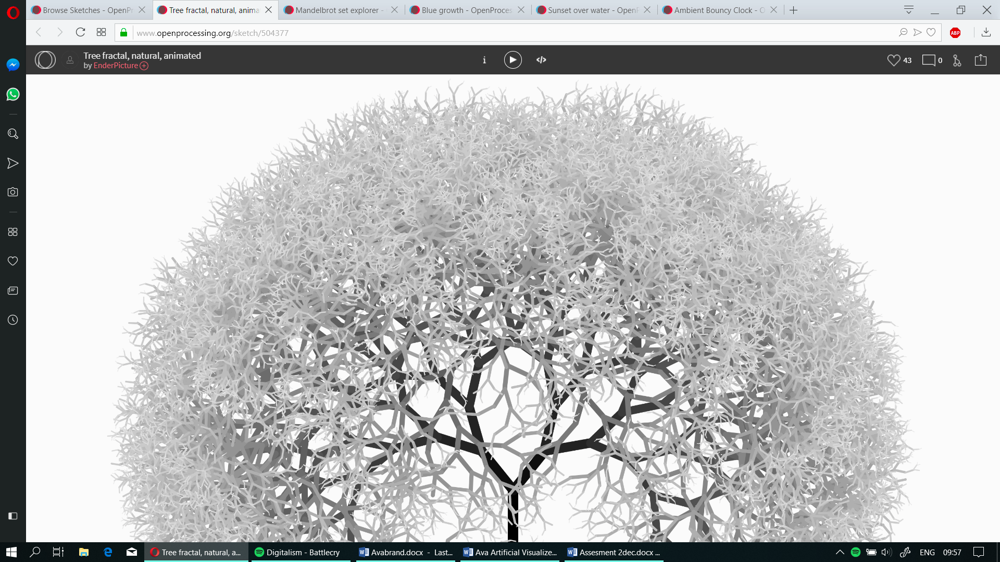 Browse Sketches - OpenPr
Tree fractal, natural, anima
Mandelbrot set explorer -
Blue growth - OpenProces
Sunset over water - OpenP
Ambient Bouncy Clock - O
www.openprocessing.org/sketch/504377
ABP
Tree fractal, natural, animated
by EnderPicture
i
</>
43
0
Tree fractal, natural, a...
Digitalism - Battlecry
Avabrand.docx - Last...
Ava Artificial Visualize...
Assesment 2dec.docx ...
ENG
09:57